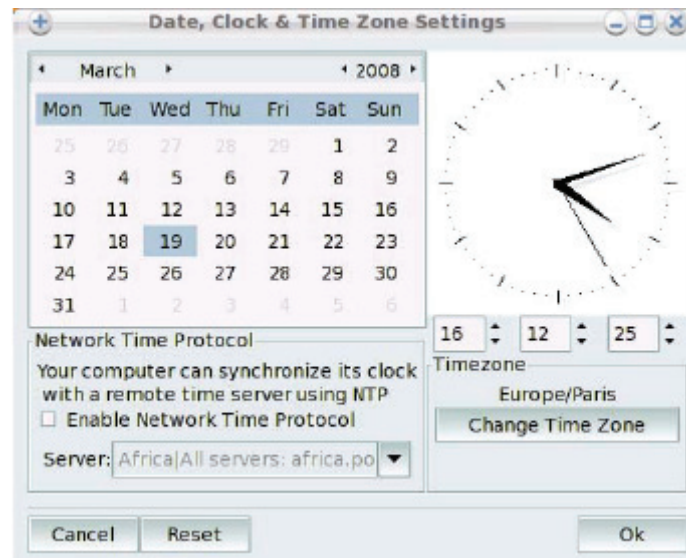 Date, Clock & Time Zone Settings
March 2008
Mon Tue Wed Thu Fri Sat Sun
25 26 27 28 29 1 2
3 4 5 6 7 8 9
10 11 12 13 14 15 16
17 18 19 20 21 22 23
24 25 26 27 28 29 30
31 1 2 3 4 5 6
16 12 25
Network Time Protocol
Your computer can synchronize its clock
with a remote time server using NTP
Enable Network Time Protocol
Server: Africa|All servers: africa.po
Timezone
Europe/Paris
Change Time Zone
Cancel Reset Ok